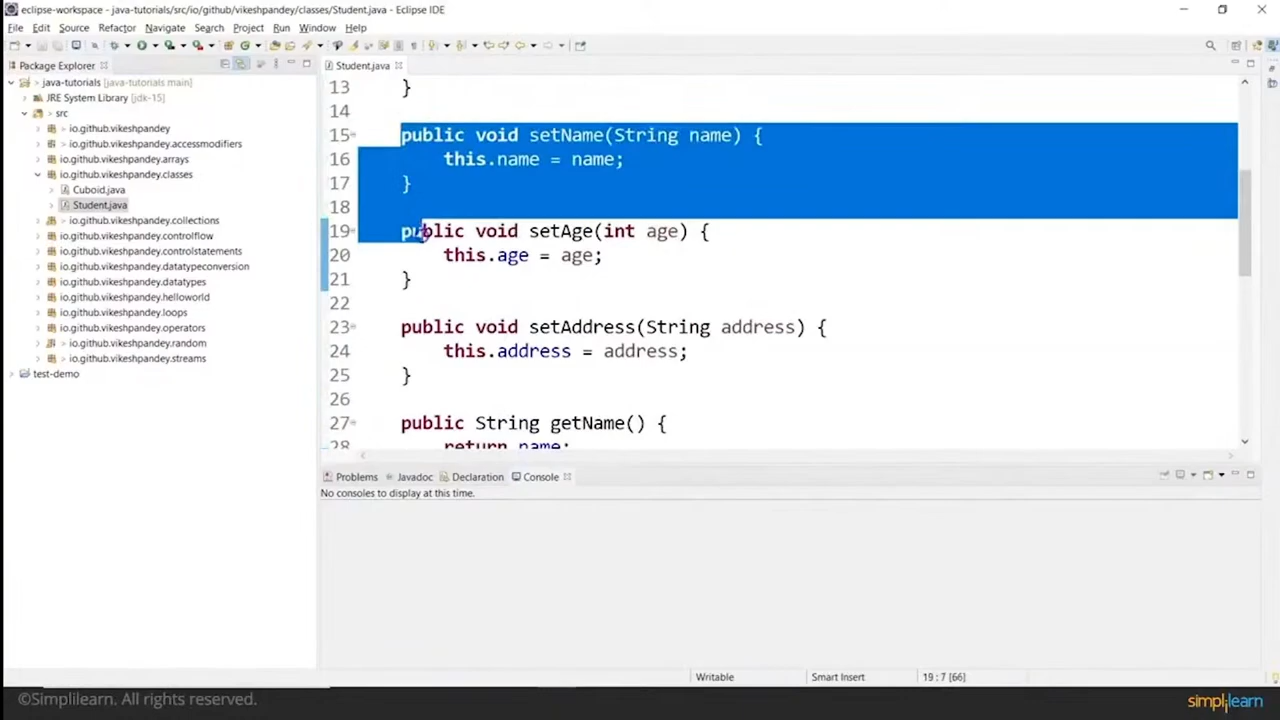 eclipse-workspace - java-tutorials/src/io/github/vikeshpandey/classes/Student.java - Eclipse IDE
File Edit Source Refactor Navigate Search Project Run Window Help
Package Explorer
Student.java
java-tutorials [java-tutorials main]
JRE System Library [jdk-15]
src
io.github.vikeshpandey
io.github.vikeshpandey.accessmodifiers
io.github.vikeshpandey.arrays
io.github.vikeshpandey.classes
Cuboid.java
Student.java
io.github.vikeshpandey.collections
io.github.vikeshpandey.controlflow
io.github.vikeshpandey.controlstatements
io.github.vikeshpandey.datatypeconversion
io.github.vikeshpandey.datatypes
io.github.vikeshpandey.helloworld
io.github.vikeshpandey.loops
io.github.vikeshpandey.operators
io.github.vikeshpandey.random
io.github.vikeshpandey.streams
test-demo
13 }
14
15 public void setName(String name) {
16 this.name = name;
17 }
18
19 public void setAge(int age) {
20 this.age = age;
21 }
22
23 public void setAddress(String address) {
24 this.address = address;
25 }
26
27 public String getName() {
28 return name;
Problems Javadoc Declaration Console
No consoles to display at this time.
Writable Smart Insert 19 : 7 [66]
©Simplilearn. All rights reserved.
simplilearn